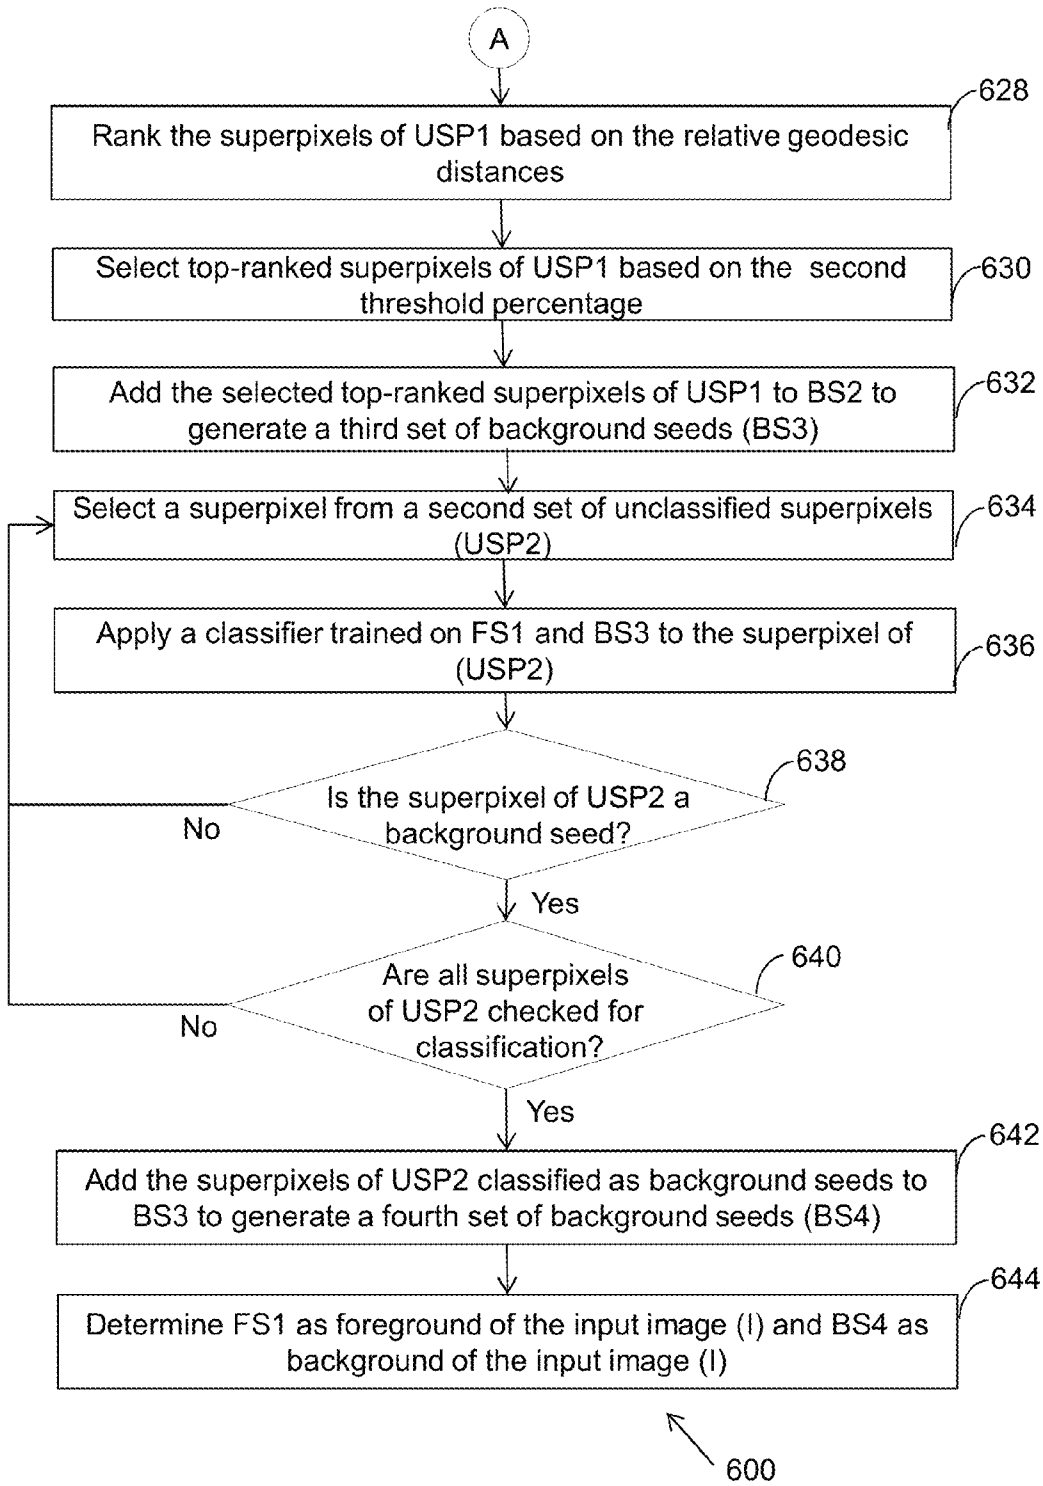 A
628
Rank the superpixels of USP1 based on the relative geodesic
distances
Select top-ranked superpixels of USP1 based on the second
threshold percentage
630
Add the selected top-ranked superpixels of USP1 to BS2 to
generate a third set of background seeds (BS3)
632
Select a superpixel from a second set of unclassified superpixels
(USP2)
634
Apply a classifier trained on FS1 and BS3 to the superpixel of
(USP2)
636
638
Is the superpixel of USP2 a
background seed?
No
Yes
640
Are all superpixels
of USP2 checked for
classification?
No
Yes
642
Add the superpixels of USP2 classified as background seeds to
BS3 to generate a fourth set of background seeds (BS4)
644
Determine FS1 as foreground of the input image (I) and BS4 as
background of the input image (I)
600